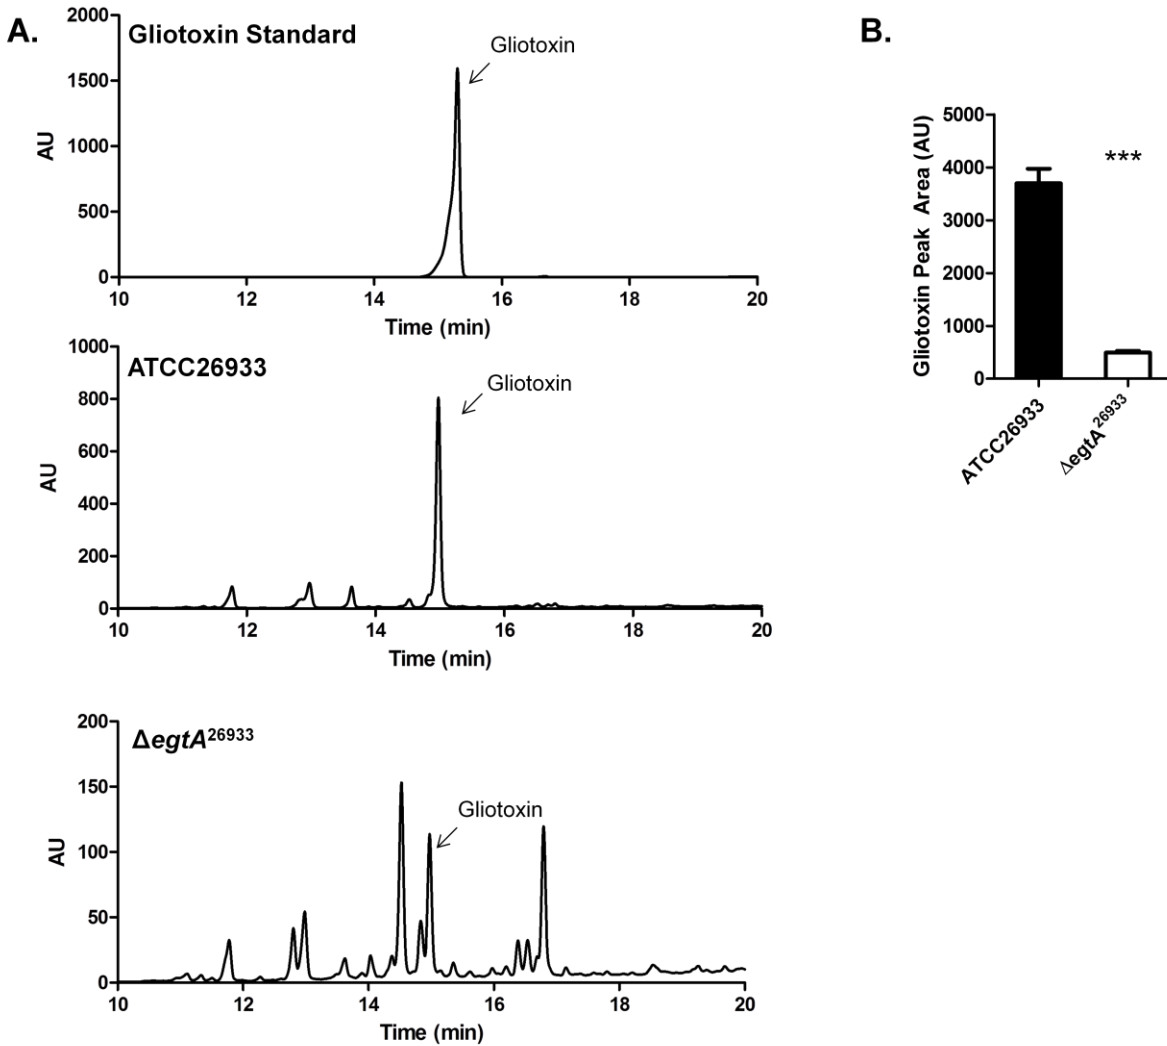 A.
Gliotoxin Standard
Gliotoxin
AU
2000
1500
1000
500
0
10 12 14 16 18 20
Time (min)
ATCC26933
Gliotoxin
AU
1000
800
600
400
200
0
10 12 14 16 18 20
Time (min)
ΔegtA26933
Gliotoxin
AU
200
150
100
50
0
10 12 14 16 18 20
Time (min)
B.
Gliotoxin Peak Area (AU)
5000
4000
3000
2000
1000
0
***
ATCC26933
ΔegtA26933